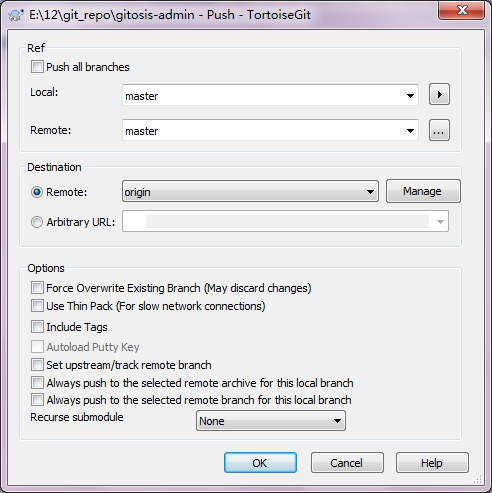 E:\12\git_repo\gitosis-admin - Push - TortoiseGit
Ref
Push all branches
Local:
master
Remote:
master
...
Destination
Remote:
origin
Manage
Arbitrary URL:
Options
Force Overwrite Existing Branch (May discard changes)
Use Thin Pack (For slow network connections)
Include Tags
Autoload Putty Key
Set upstream/track remote branch
Always push to the selected remote archive for this local branch
Always push to the selected remote branch for this local branch
Recurse submodule
None
OK
Cancel
Help